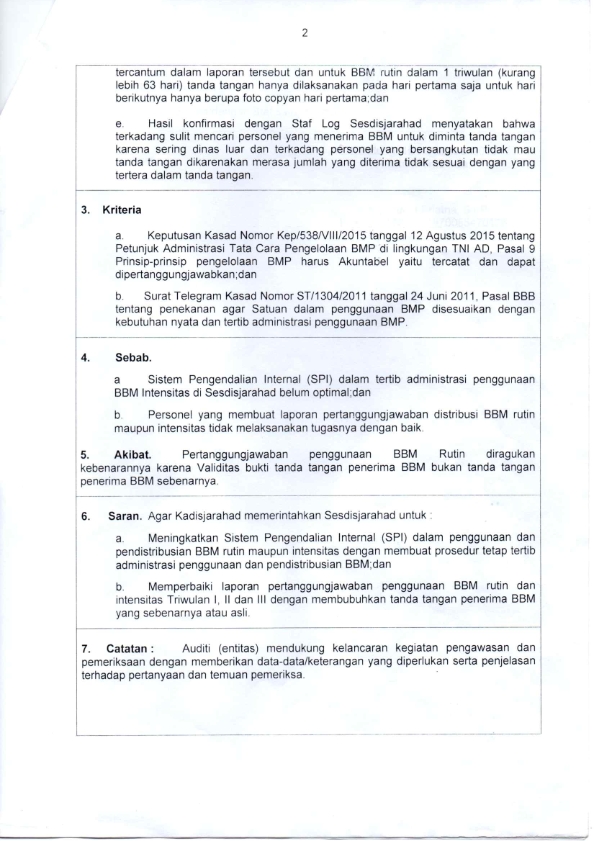 2
tercantum dalam laporan tersebut dan untuk BBM rutin dalam 1 triwulan (kurang
lebih 63 hari) tanda tangan hanya dilaksanakan pada hari pertama saja untuk hari
berikutnya hanya berupa foto copyan hari pertama;dan
e. Hasil konfirmasi dengan Staf Log Sesdisjarahad menyatakan bahwa
terkadang sulit mencari personel yang menerima BBM untuk diminta tanda tangan
karena sering dinas luar dan terkadang personel yang bersangkutan tidak mau
tanda tangan dikarenakan merasa jumlah yang diterima tidak sesuai dengan yang
tertera dalam tanda tangan.
3. Kriteria
a. Keputusan Kasad Nomor Kep/538/VIII/2015 tanggal 12 Agustus 2015 tentang
Petunjuk Administrasi Tata Cara Pengelolaan BMP di lingkungan TNI AD, Pasal 9
Prinsip-prinsip pengelolaan BMP harus Akuntabel yaitu tercatat dan dapat
dipertanggungjawabkan;dan
b. Surat Telegram Kasad Nomor ST/1304/2011 tanggal 24 Juni 2011, Pasal BBB
tentang penekanan agar Satuan dalam penggunaan BMP disesuaikan dengan
kebutuhan nyata dan tertib administrasi penggunaan BMP.
4. Sebab.
a Sistem Pengendalian Internal (SPI) dalam tertib administrasi penggunaan
BBM Intensitas di Sesdisjarahad belum optimal;dan
b. Personel yang membuat laporan pertanggungjawaban distribusi BBM rutin
maupun intensitas tidak melaksanakan tugasnya dengan baik.
5. Akibat. Pertanggungjawaban penggunaan BBM Rutin diragukan
kebenarannya karena Validitas bukti tanda tangan penerima BBM bukan tanda tangan
penerima BBM sebenarnya.
6. Saran. Agar Kadisjarahad memerintahkan Sesdisjarahad untuk :
a. Meningkatkan Sistem Pengendalian Internal (SPI) dalam penggunaan dan
pendistribusian BBM rutin maupun intensitas dengan membuat prosedur tetap tertib
administrasi penggunaan dan pendistribusian BBM;dan
b. Memperbaiki laporan pertanggungjawaban penggunaan BBM rutin dan
intensitas Triwulan I, II dan III dengan membubuhkan tanda tangan penerima BBM
yang sebenarnya atau asli.
7. Catatan : Auditi (entitas) mendukung kelancaran kegiatan pengawasan dan
pemeriksaan dengan memberikan data-data/keterangan yang diperlukan serta penjelasan
terhadap pertanyaan dan temuan pemeriksa.